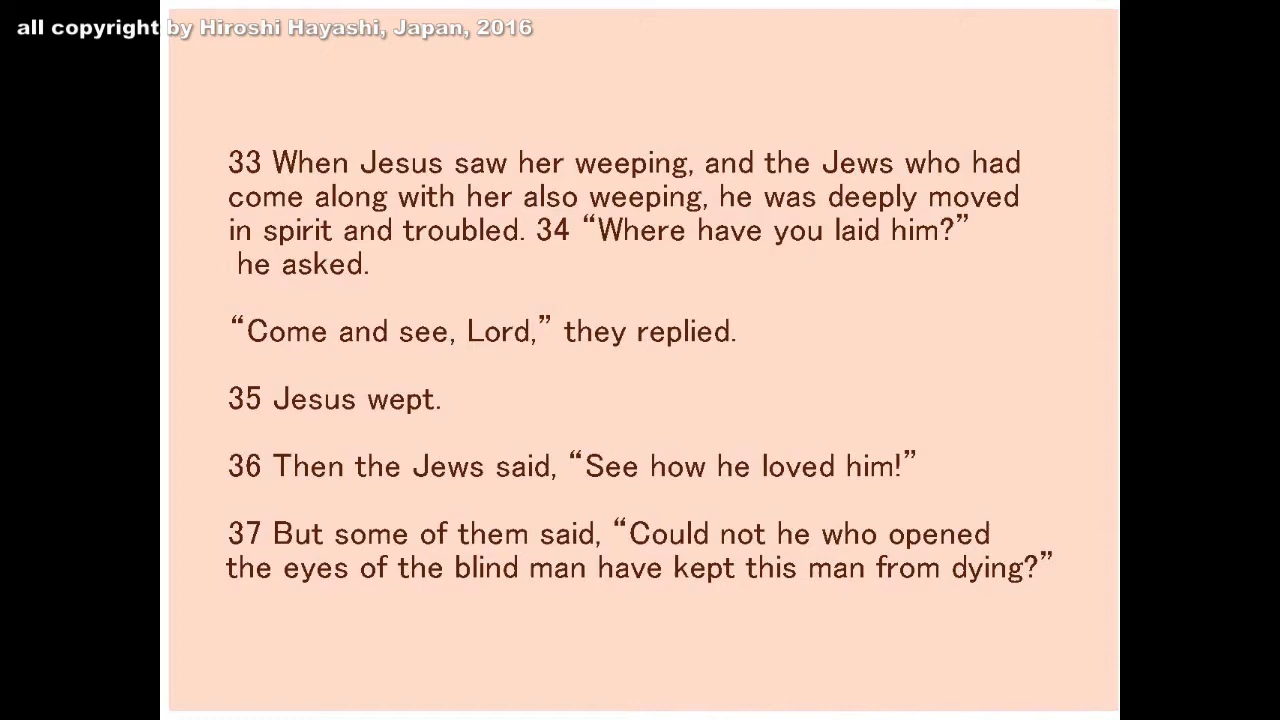 all copyright by Hiroshi Hayashi, Japan, 2016
33 When Jesus saw her weeping, and the Jews who had
come along with her also weeping, he was deeply moved
in spirit and troubled. 34 “Where have you laid him?”
he asked.
“Come and see, Lord,” they replied.
35 Jesus wept.
36 Then the Jews said, “See how he loved him!”
37 But some of them said, “Could not he who opened
the eyes of the blind man have kept this man from dying?”